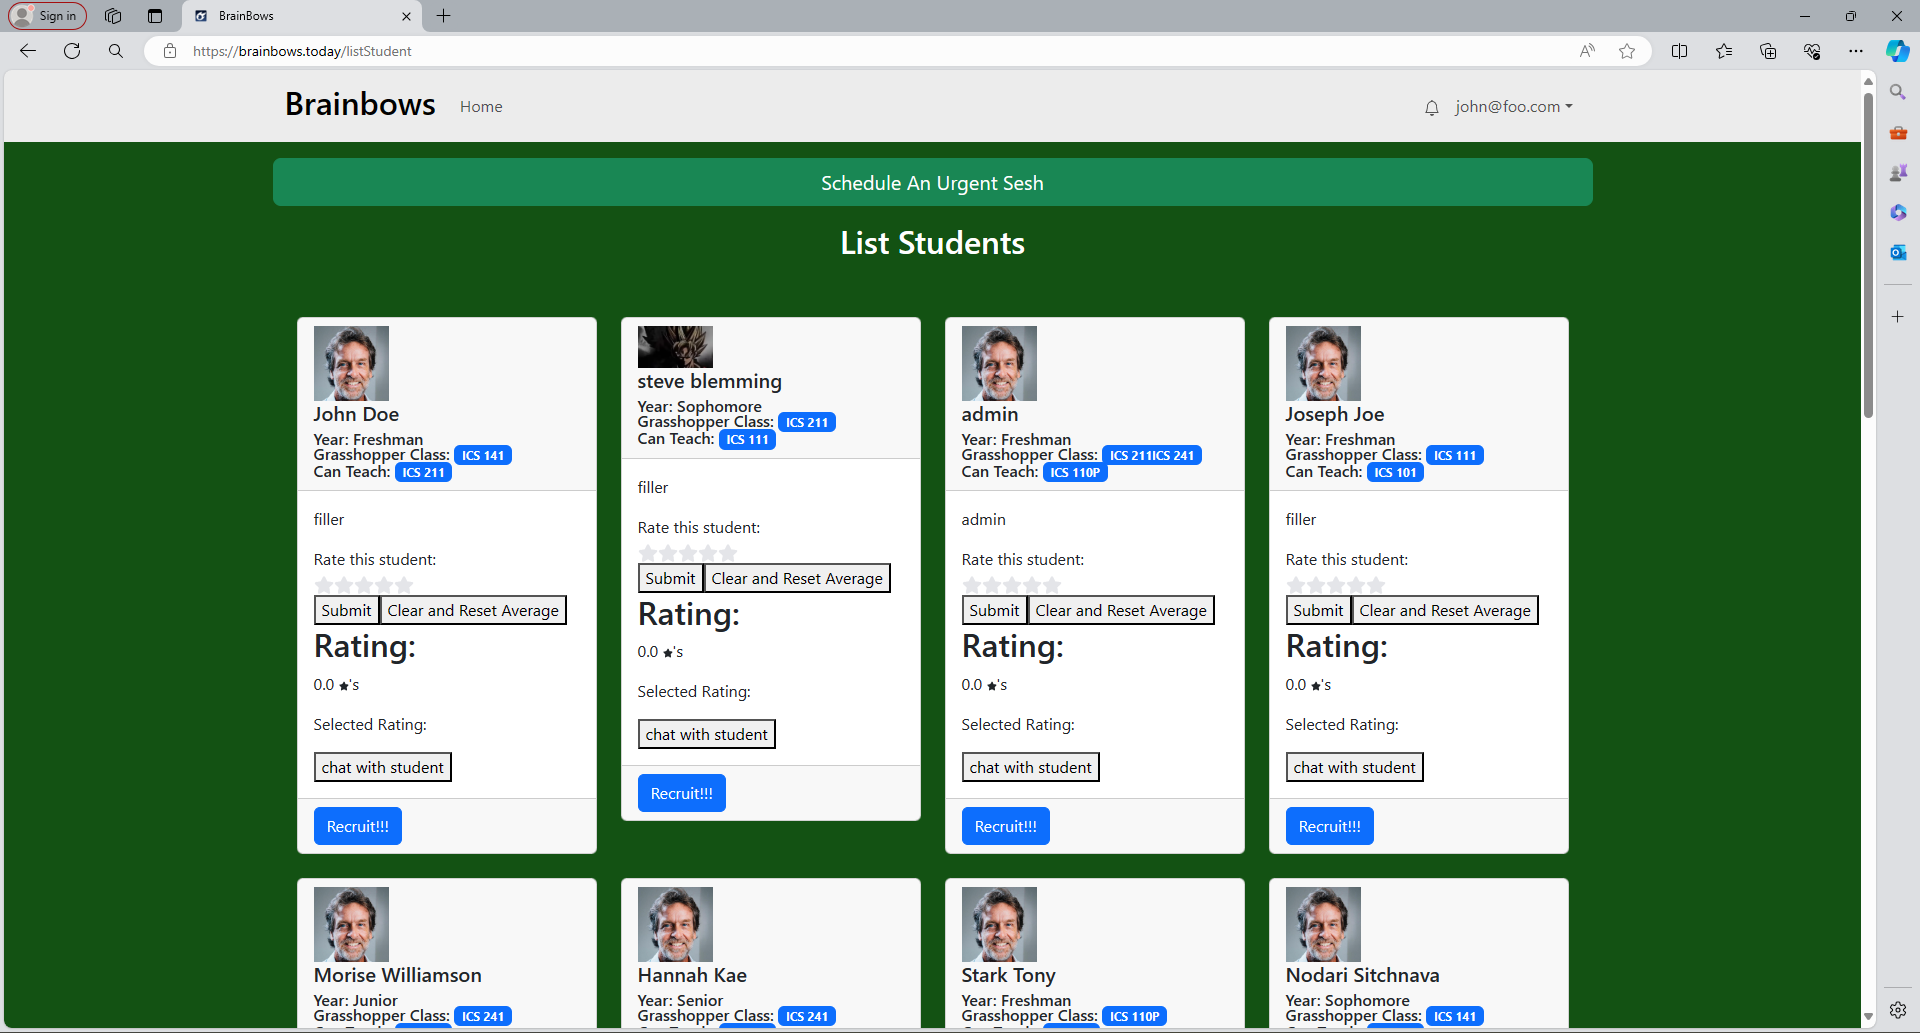 Sign in
BrainBows
https://brainbows.today/listStudent
Brainbows
Home
john@foo.com
Schedule An Urgent Sesh
List Students
John Doe
Year: Freshman
Grasshopper Class: ICS 141
Can Teach: ICS 211
filler
Rate this student:
Submit
Clear and Reset Average
Rating:
0.0 ★'s
Selected Rating:
chat with student
Recruit!!!
steve blemming
Year: Sophomore
Grasshopper Class: ICS 211
Can Teach: ICS 111
filler
Rate this student:
Submit
Clear and Reset Average
Rating:
0.0 ★'s
Selected Rating:
chat with student
Recruit!!!
admin
Year: Freshman
Grasshopper Class: ICS 211ICS 241
Can Teach: ICS 110P
admin
Rate this student:
Submit
Clear and Reset Average
Rating:
0.0 ★'s
Selected Rating:
chat with student
Recruit!!!
Joseph Joe
Year: Freshman
Grasshopper Class: ICS 111
Can Teach: ICS 101
filler
Rate this student:
Submit
Clear and Reset Average
Rating:
0.0 ★'s
Selected Rating:
chat with student
Recruit!!!
Morise Williamson
Year: Junior
Grasshopper Class: ICS 241
Hannah Kae
Year: Senior
Grasshopper Class: ICS 241
Stark Tony
Year: Freshman
Grasshopper Class: ICS 110P
Nodari Sitchnava
Year: Sophomore
Grasshopper Class: ICS 141